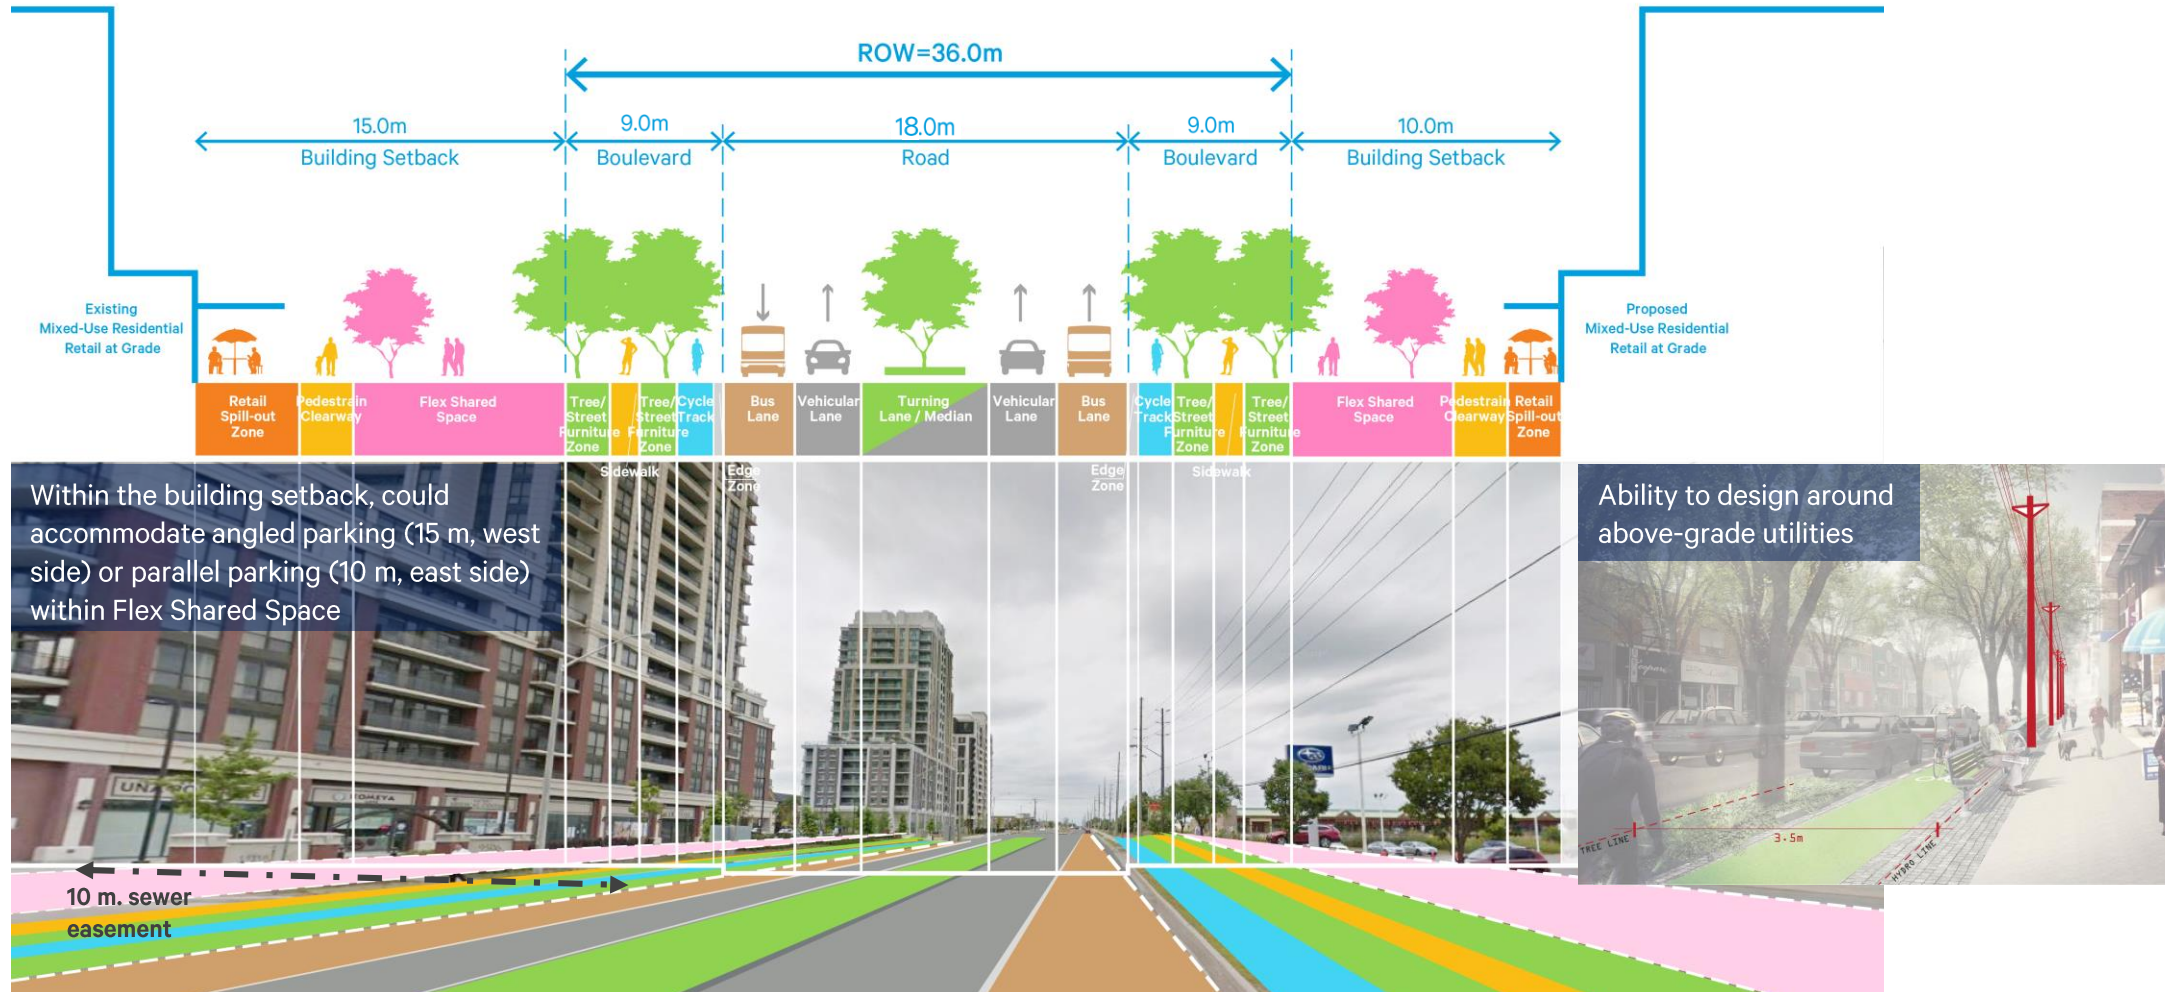 ROW=36.0m
15.0m
9.0m
18.0m
9.0m
10.0m
Building Setback
Boulevard
Road
Boulevard
Building Setback
Existing
Mixed-Use Residential
Retail at Grade
Proposed
Mixed-Use Residential
Retail at Grade
Retail
Spill-out
Zone
Pedestrain
Clearway
Flex Shared
Space
Tree/
Street
Furniture
Zone
Sidewalk
Tree/
Street
Furniture
Zone
Cycle
Track
Edge
Zone
Bus
Lane
Vehicular
Lane
Turning
Lane / Median
Vehicular
Lane
Bus
Lane
Edge
Zone
Cycle
Track
Tree/
Street
Furniture
Zone
Sidewalk
Tree/
Street
Furniture
Zone
Flex Shared
Space
Pedestrain
Clearway
Retail
Spill-out
Zone
Within the building setback, could
accommodate angled parking (15 m, west
side) or parallel parking (10 m, east side)
within Flex Shared Space
Ability to design around
above-grade utilities
10 m. sewer
easement
TREE LINE
3.5m
HYDRO LINE